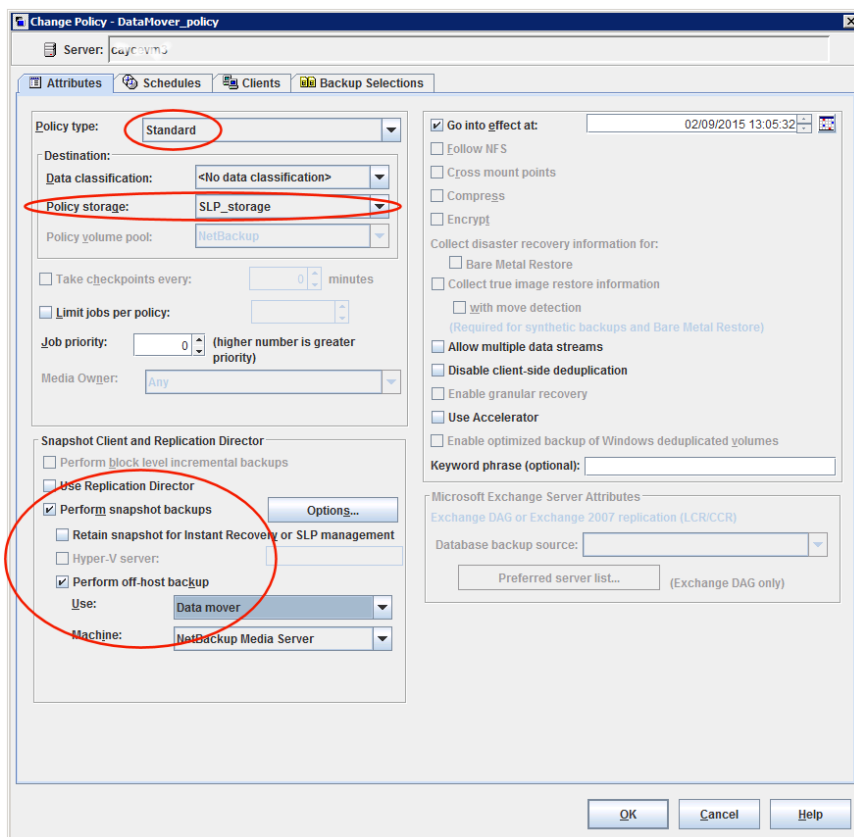 Change Policy - DataMover_policy
Server:
Attributes
Schedules
Clients
Backup Selections
Policy type:
Standard
Destination:
Data classification:
<No data classification>
Policy storage:
SLP_storage
Policy volume pool:
NetBackup
Take checkpoints every:
0
minutes
Limit jobs per policy:
Job priority:
0
(higher number is greater
priority)
Media Owner:
Any
Snapshot Client and Replication Director
Perform block level incremental backups
Use Replication Director
Perform snapshot backups
Options...
Retain snapshot for Instant Recovery or SLP management
Hyper-V server:
Perform off-host backup
Use:
Data mover
Machine:
NetBackup Media Server
Go into effect at:
02/09/2015 13:05:32
Follow NFS
Cross mount points
Compress
Encrypt
Collect disaster recovery information for:
Bare Metal Restore
Collect true image restore information
with move detection
(Required for synthetic backups and Bare Metal Restore)
Allow multiple data streams
Disable client-side deduplication
Enable granular recovery
Use Accelerator
Enable optimized backup of Windows deduplicated volumes
Keyword phrase (optional):
Microsoft Exchange Server Attributes
Exchange DAG or Exchange 2007 replication (LCR/CCR)
Database backup source:
Preferred server list...
(Exchange DAG only)
OK
Cancel
Help